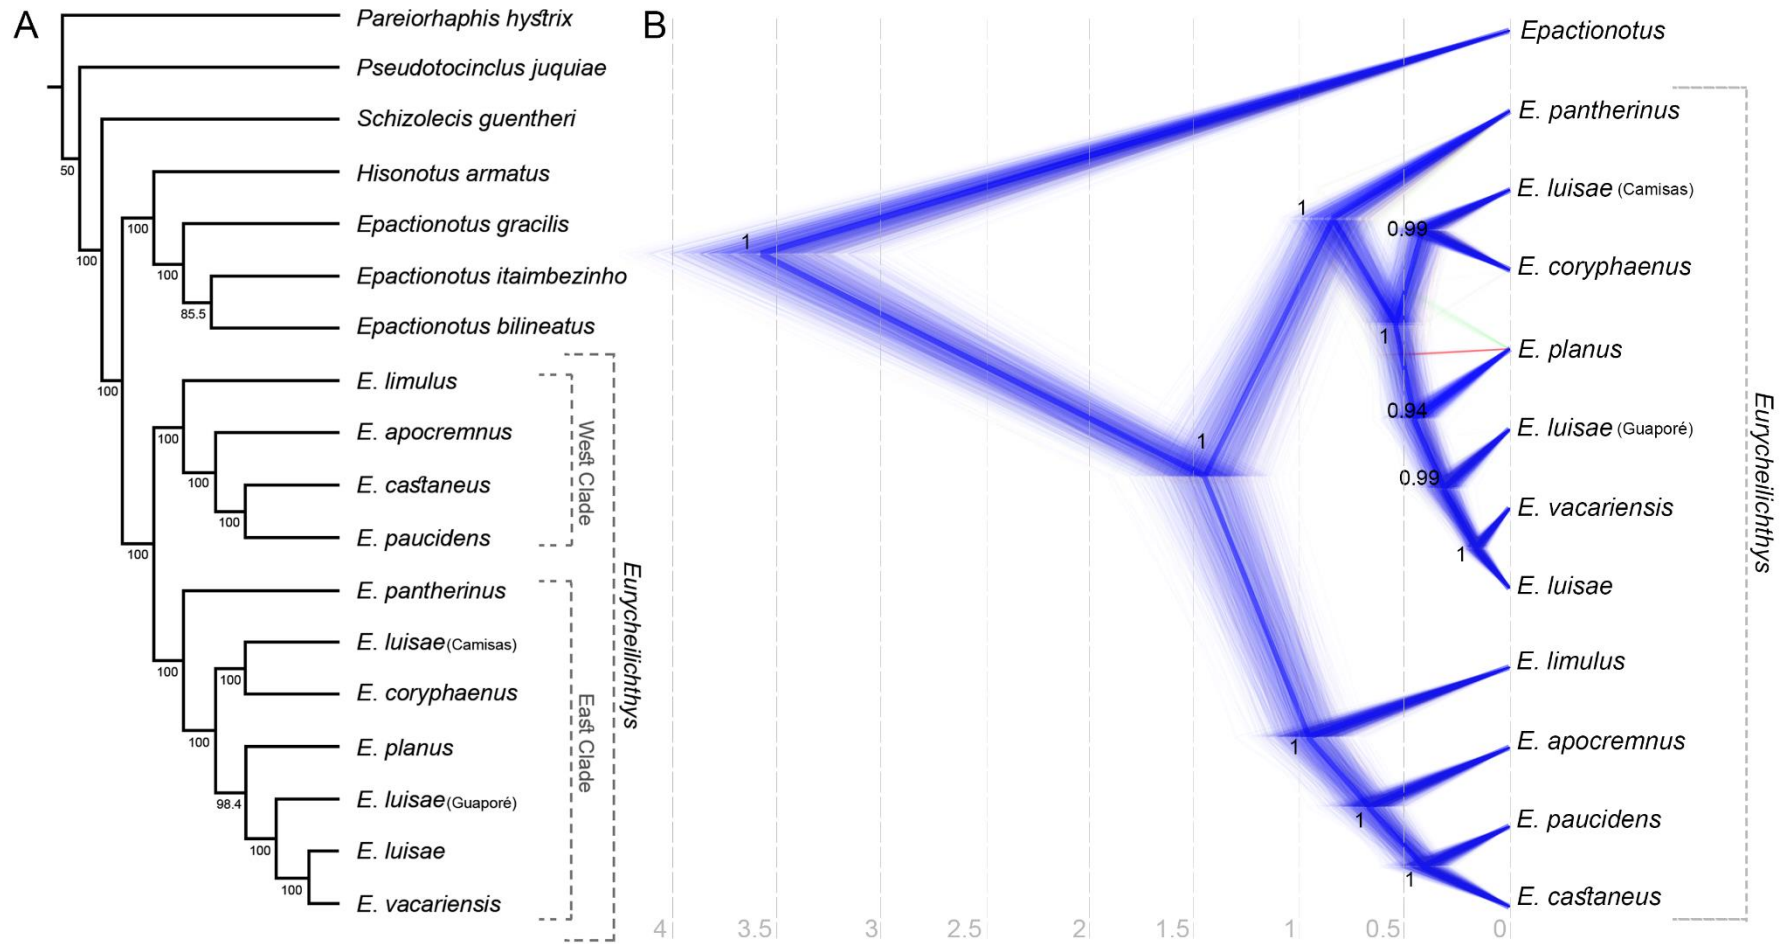 A
Pareiorhaphis hystrix
Pseudotocinclus juquiae
50
Schizolecis guentheri
100
Hisonotus armatus
100
Epactionotus gracilis
100
Epactionotus itaimbezinho
85.5
Epactionotus bilineatus
100
E. limulus
100
E. apocremnus
100
E. castaneus
100
E. paucidens
West Clade
100
E. pantherinus
100
E. luisae (Camisas)
100
E. coryphaenus
100
E. planus
98.4
E. luisae (Guaporé)
100
E. luisae
100
E. vacariensis
East Clade
Eurycheilichthys
B
Epactionotus
E. pantherinus
E. luisae (Camisas)
E. coryphaenus
E. planus
E. luisae (Guaporé)
E. vacariensis
E. luisae
E. limulus
E. apocremnus
E. paucidens
E. castaneus
Eurycheilichthys
1
1
0.99
1
0.94
1
0.99
1
1
1
1
4 3.5 3 2.5 2 1.5 1 0.5 0